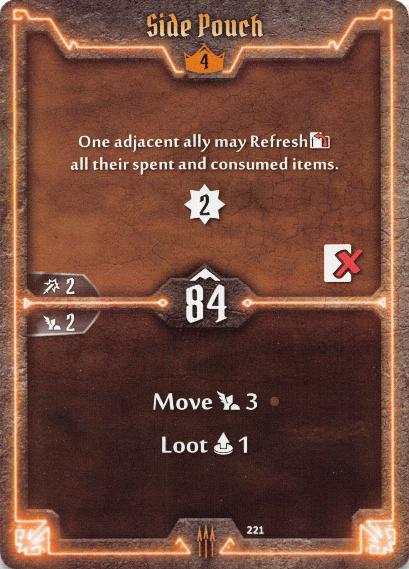 Side Pouch
4
One adjacent ally may Refresh
all their spent and consumed items.
2
2
84
2
Move 3
Loot 1
221